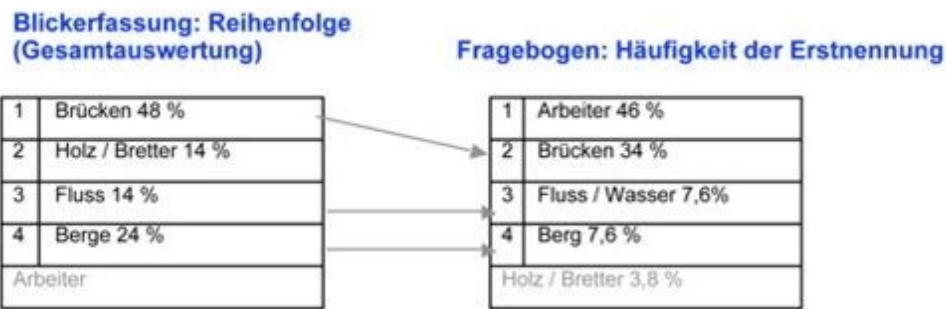 Blickerfassung: Reihenfolge
(Gesamtauswertung)
Fragebogen: Häufigkeit der Erstnennung
1 Brücken 48 %
2 Holz / Bretter 14 %
3 Fluss 14 %
4 Berge 24 %
Arbeiter
1 Arbeiter 46 %
2 Brücken 34 %
3 Fluss / Wasser 7,6%
4 Berg 7,6 %
Holz / Bretter 3,8 %